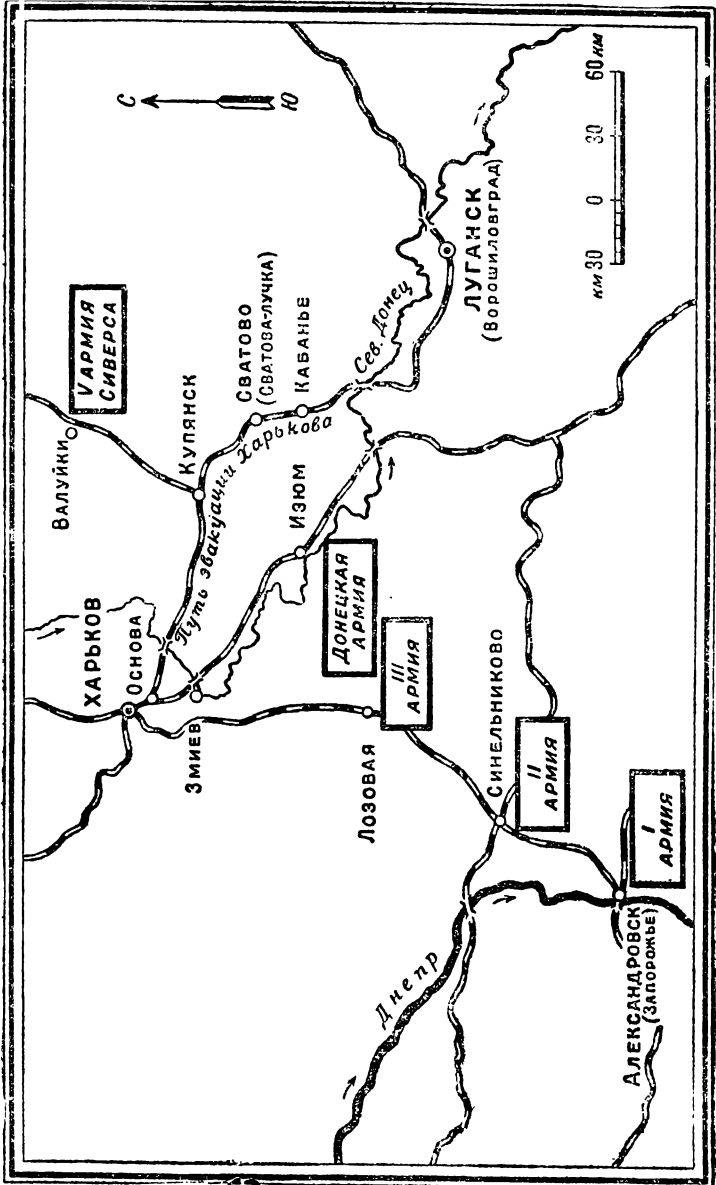 С
Ю
V АРМИЯ
СИВЕРСА
ВАЛУЙКИ
ХАРЬКОВ
ОСНОВА
КУПЯНСК
СВАТОВО
(СВАТОВА-ЛУЧКА)
КАБАНЬЕ
Путь эвакуации Харькова
ЗМИЕВ
ИЗЮМ
Сев. Донец
ДОНЕЦКАЯ
АРМИЯ
ЛОЗОВАЯ
III
АРМИЯ
ЛУГАНСК
(ВОРОШИЛОВГРАД)
Днепр
СИНЕЛЬНИКОВО
II
АРМИЯ
I
АРМИЯ
АЛЕКСАНДРОВСК
(ЗАПОРОЖЬЕ)
км 30 0 30 60 км